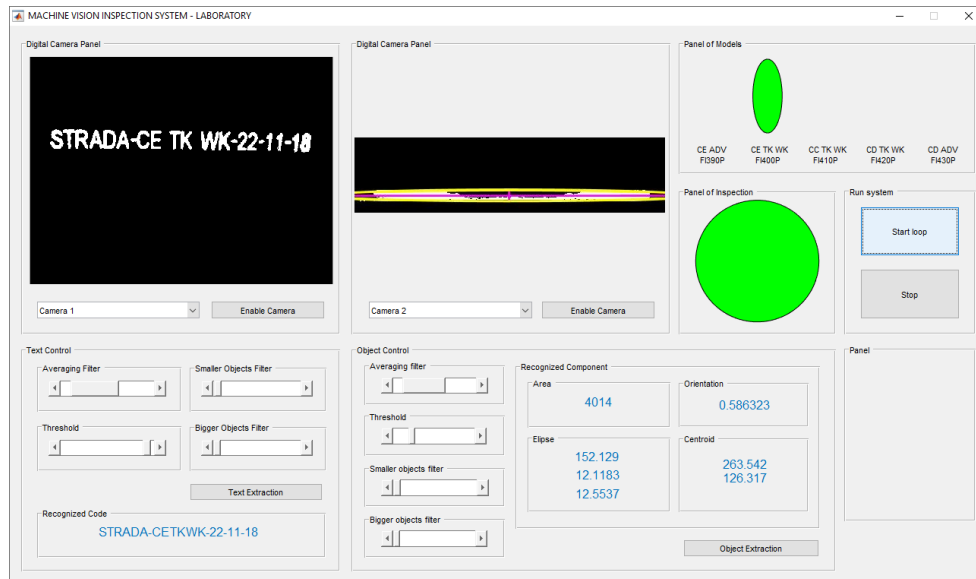 MACHINE VISION INSPECTION SYSTEM - LABORATORY
Digital Camera Panel
STRADA-CE TK WK-22-11-18
Camera 1
Enable Camera
Digital Camera Panel
Camera 2
Enable Camera
Panel of Models
CE ADV
FI390P
CE TK WK
FI400P
CC TK WK
FI410P
CD TK WK
FI420P
CD ADV
FI430P
Panel of Inspection
Run system
Start loop
Stop
Text Control
Averaging Filter
Smaller Objects Filter
Threshold
Bigger Objects Filter
Text Extraction
Recognized Code
STRADA-CETKWK-22-11-18
Object Control
Averaging filter
Threshold
Smaller objects filter
Bigger objects filter
Recognized Component
Area
4014
Orientation
0.586323
Elipse
152.129
12.1183
12.5537
Centroid
263.542
126.317
Object Extraction
Panel